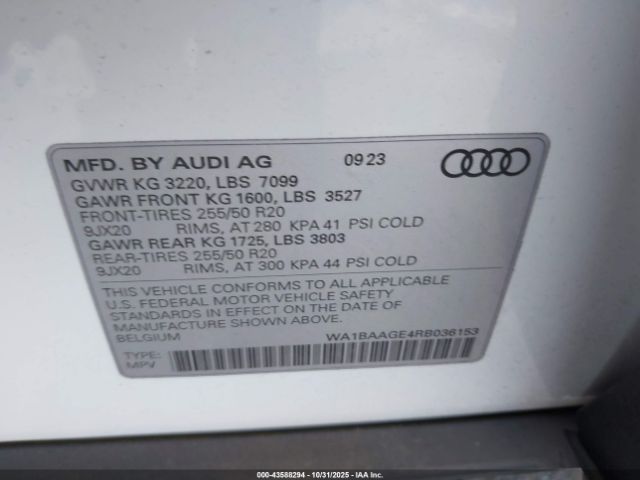 MFD. BY AUDI AG 09 23
GVWR KG 3220, LBS 7099
GAWR FRONT KG 1600, LBS 3527
FRONT-TIRES 255/50 R20
9JX20 RIMS, AT 280 KPA 41 PSI COLD
GAWR REAR KG 1725, LBS 3803
REAR-TIRES 255/50 R20
9JX20 RIMS, AT 300 KPA 44 PSI COLD
THIS VEHICLE CONFORMS TO ALL APPLICABLE
U.S. FEDERAL MOTOR VEHICLE SAFETY
STANDARDS IN EFFECT ON THE DATE OF
MANUFACTURE SHOWN ABOVE.
BELGIUM WA1BAAGE4RB036153
TYPE:
MPV
000-43588294 - 10/31/2025 - IAA Inc.